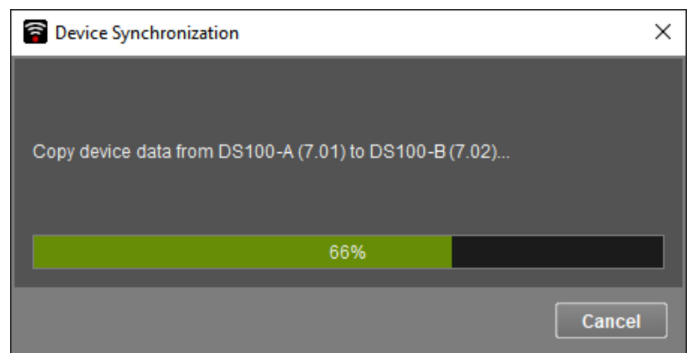 Device Synchronization
Copy device data from DS100-A (7.01) to DS100-B (7.02)...
66%
Cancel